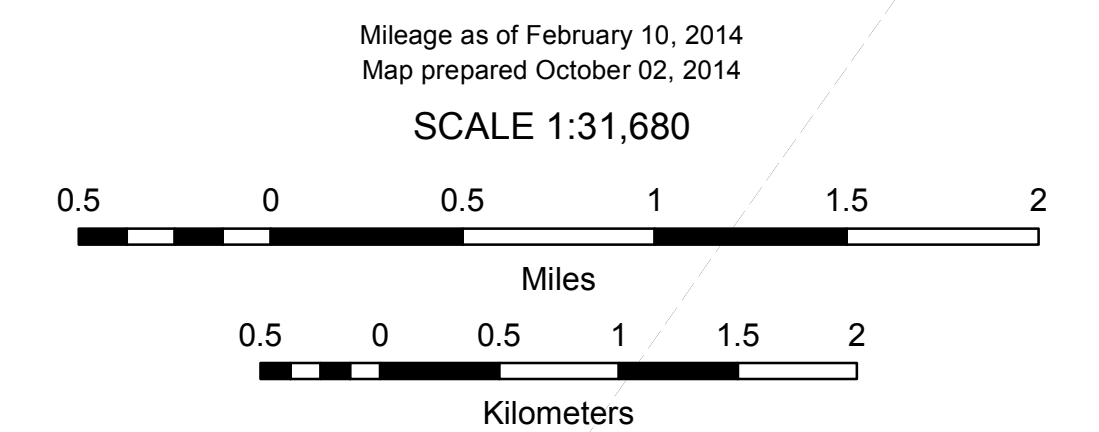 Mileage as of February 10, 2014
Map prepared October 02, 2014
SCALE 1:31,680
0.5 0 0.5 1 1.5 2
Miles
0.5 0 0.5 1 1.5 2
Kilometers